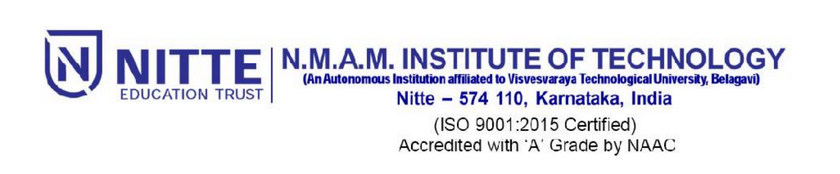 N
NITTE
EDUCATION TRUST
N.M.A.M. INSTITUTE OF TECHNOLOGY
(An Autonomous Institution affiliated to Visvesvaraya Technological University, Belagavi)
Nitte – 574 110, Karnataka, India
(ISO 9001:2015 Certified)
Accredited with ‘A’ Grade by NAAC